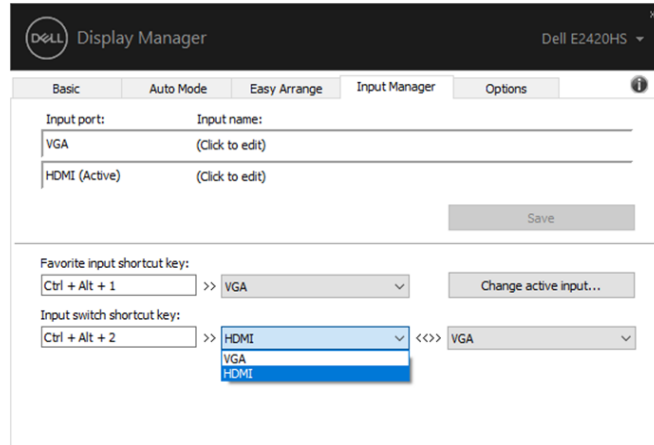 DELL Display Manager Dell E2420HS
Basic Auto Mode Easy Arrange Input Manager Options
Input port: Input name:
VGA (Click to edit)
HDMI (Active) (Click to edit)
Save
Favorite input shortcut key:
Ctrl + Alt + 1 >> VGA Change active input...
Input switch shortcut key:
Ctrl + Alt + 2 >> HDMI <<>> VGA
VGA
HDMI